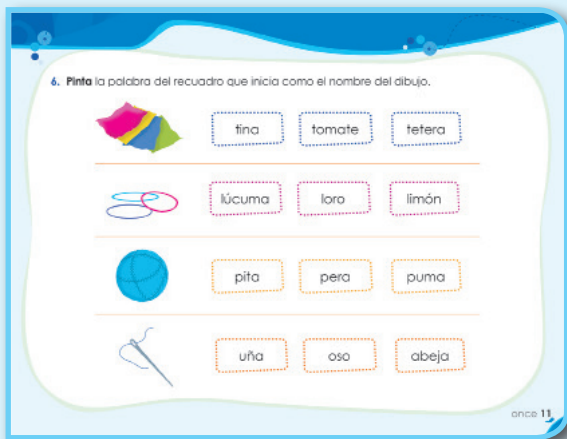 6. Pinta la palabra del recuadro que inicia como el nombre del dibujo.
tina tomate tetera
lúcuma loro limón
pita pera puma
uña oso abeja
once 11